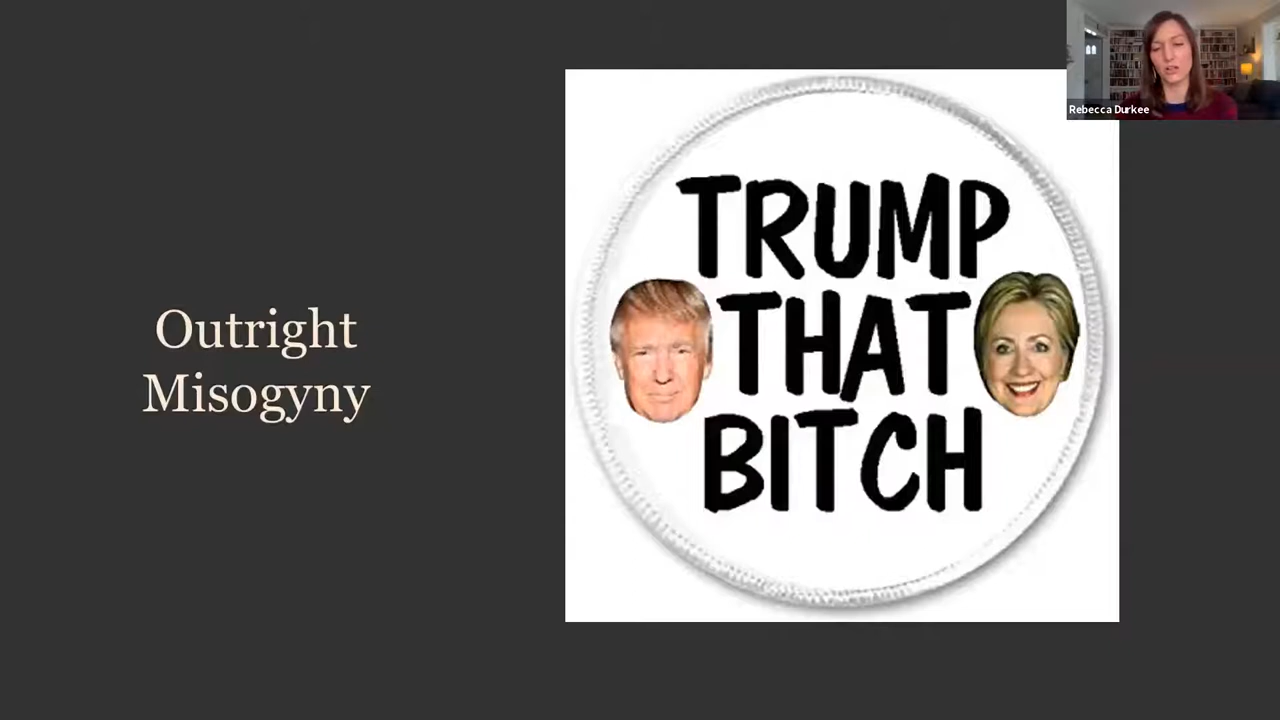 Rebecca Durkee
Outright
Misogyny
TRUMP
THAT
BITCH